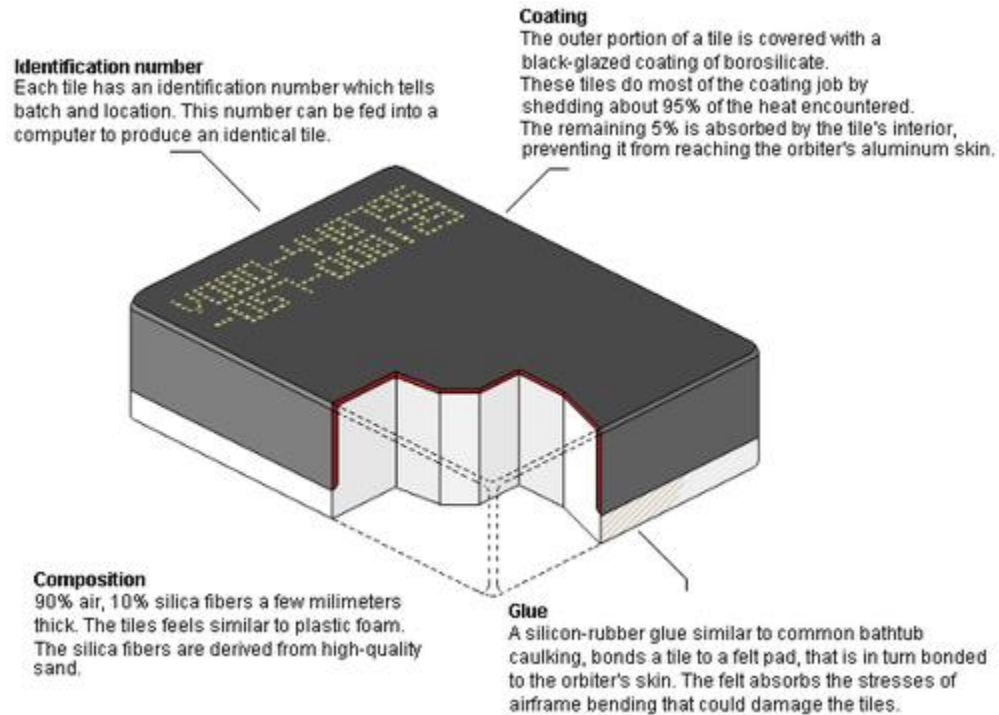 Coating
The outer portion of a tile is covered with a
black-glazed coating of borosilicate.
These tiles do most of the coating job by
shedding about 95% of the heat encountered.
The remaining 5% is absorbed by the tile's interior,
preventing it from reaching the orbiter's aluminum skin.
Identification number
Each tile has an identification number which tells
batch and location. This number can be fed into a
computer to produce an identical tile.
Composition
90% air, 10% silica fibers a few milimeters
thick. The tiles feels similar to plastic foam.
The silica fibers are derived from high-quality
sand.
Glue
A silicon-rubber glue similar to common bathtub
caulking, bonds a tile to a felt pad, that is in turn bonded
to the orbiter's skin. The felt absorbs the stresses of
airframe bending that could damage the tiles.